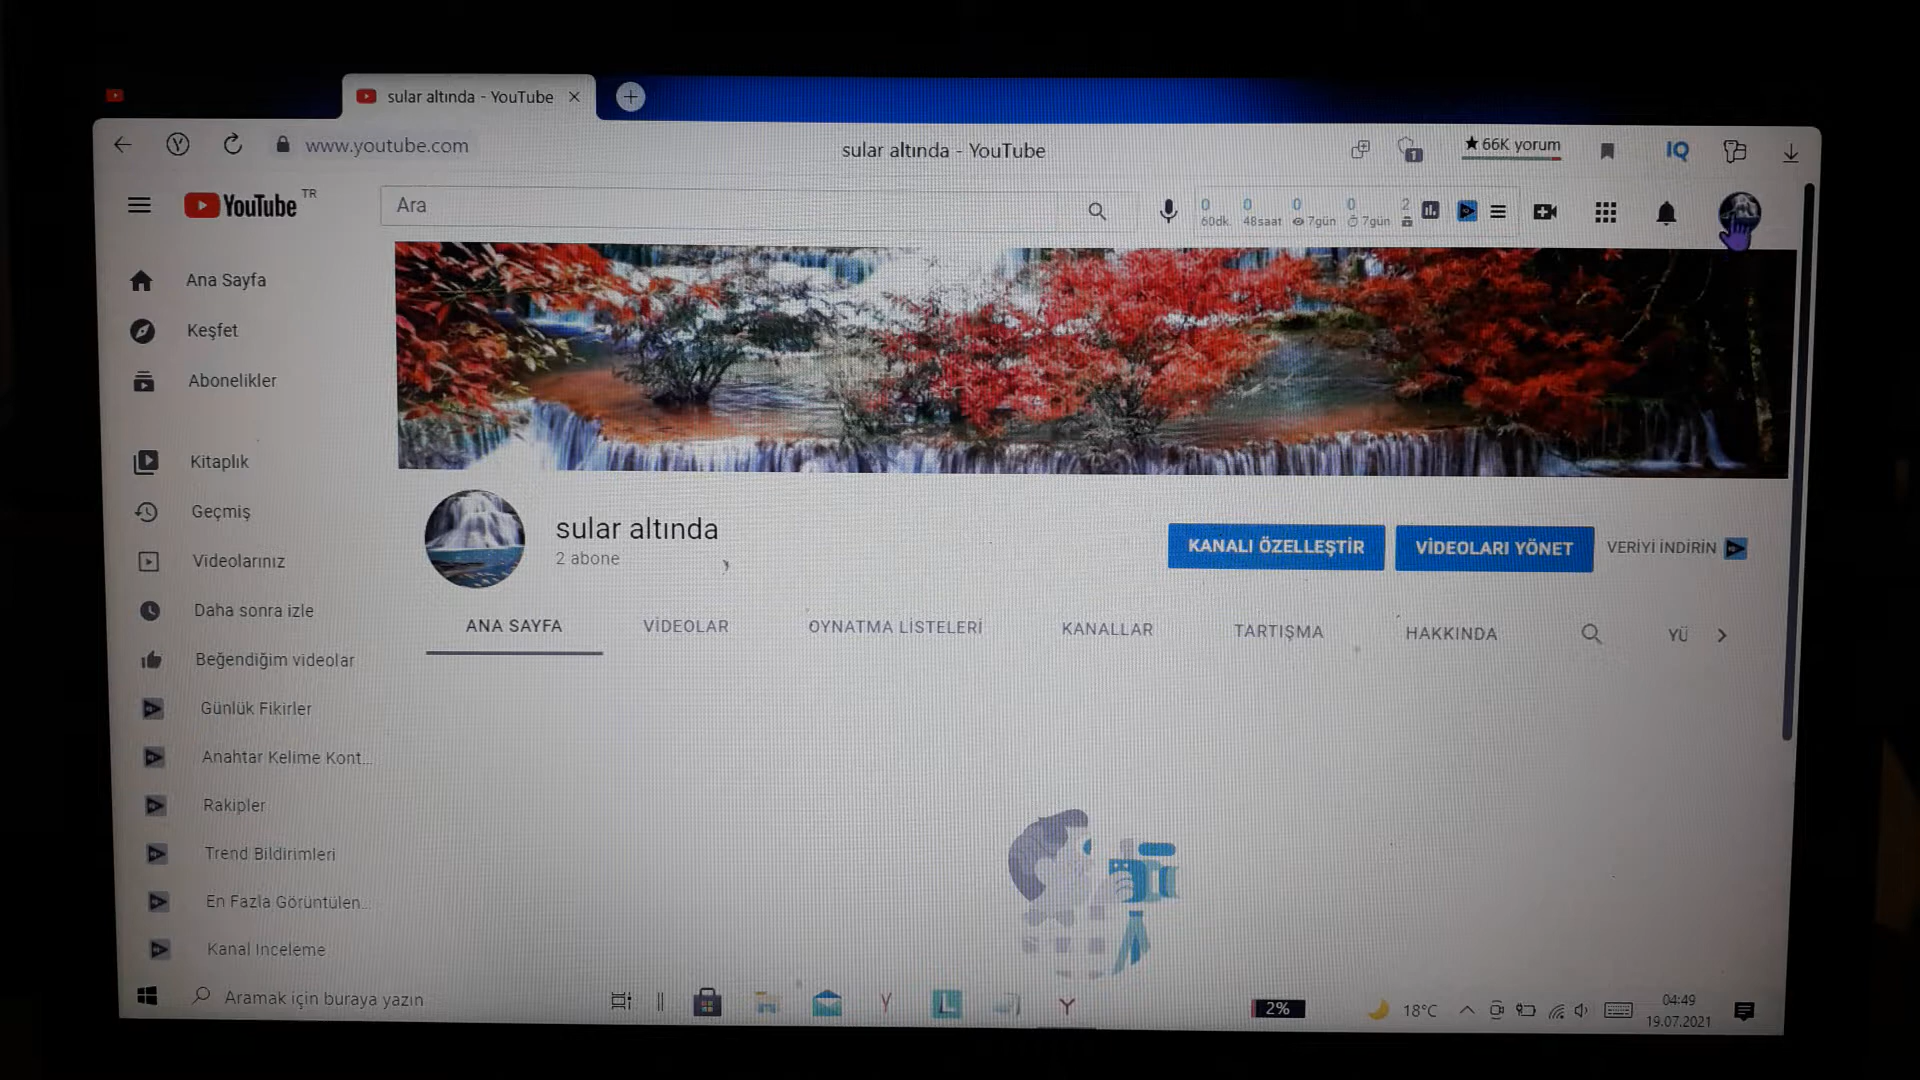 sular altında - YouTube
www.youtube.com
sular altında - YouTube
1
★ 66K yorum
IQ
YouTube TR
Ara
0 0 0 0 2
60dk. 48saat 7gün 7gün
Ana Sayfa
Keşfet
Abonelikler
Kitaplık
Geçmiş
Videolarınız
Daha sonra izle
Beğendiğim videolar
Günlük Fikirler
Anahtar Kelime Kont...
Rakipler
Trend Bildirimleri
En Fazla Görüntülen...
Kanal Inceleme
sular altında
2 abone
KANALI ÖZELLEŞTİR
VİDEOLARI YÖNET
VERİYİ İNDİRİN
ANA SAYFA
VİDEOLAR
OYNATMA LİSTELERİ
KANALLAR
TARTIŞMA
HAKKINDA
YÜ
Aramak için buraya yazın
2%
18°C
04:49
19.07.2021